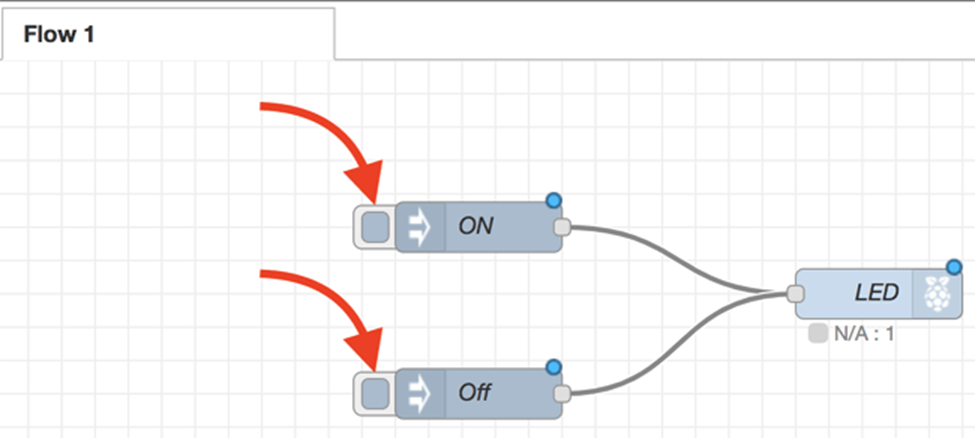 Flow 1
ON
LED
N/A : 1
Off